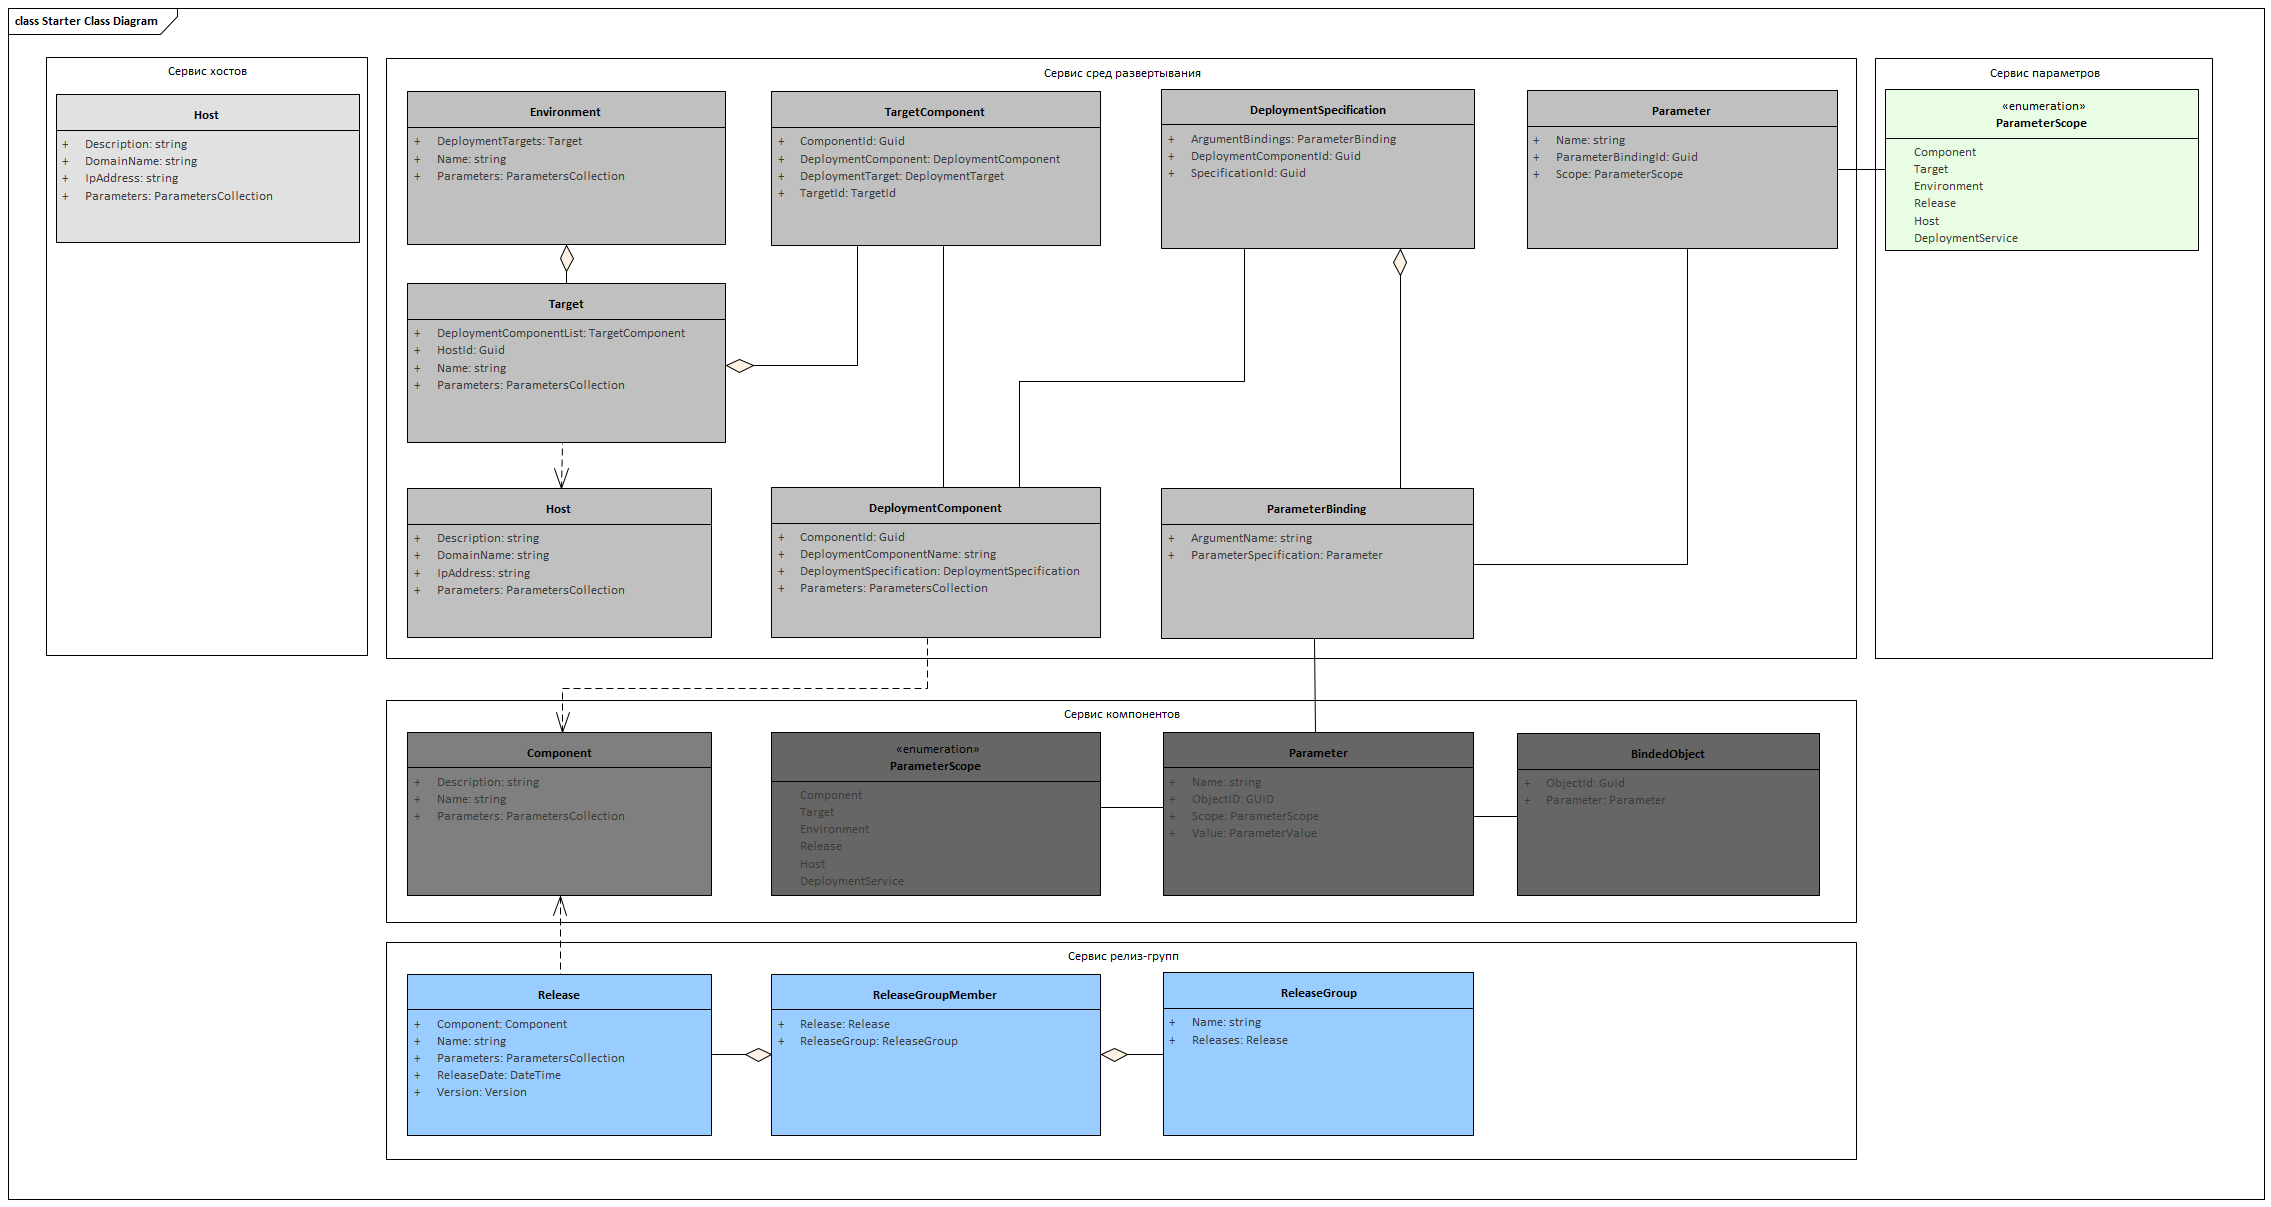 class Starter Class Diagram
Сервис хостов
Host
+ Description: string
+ DomainName: string
+ IpAddress: string
+ Parameters: ParametersCollection
Сервис сред развертывания
Environment
+ DeploymentTargets: Target
+ Name: string
+ Parameters: ParametersCollection
TargetComponent
+ ComponentId: Guid
+ DeploymentComponent: DeploymentComponent
+ DeploymentTarget: DeploymentTarget
+ TargetId: TargetId
DeploymentSpecification
+ ArgumentBindings: ParameterBinding
+ DeploymentComponentId: Guid
+ SpecificationId: Guid
Parameter
+ Name: string
+ ParameterBindingId: Guid
+ Scope: ParameterScope
Target
+ DeploymentComponentList: TargetComponent
+ HostId: Guid
+ Name: string
+ Parameters: ParametersCollection
Host
+ Description: string
+ DomainName: string
+ IpAddress: string
+ Parameters: ParametersCollection
DeploymentComponent
+ ComponentId: Guid
+ DeploymentComponentName: string
+ DeploymentSpecification: DeploymentSpecification
+ Parameters: ParametersCollection
ParameterBinding
+ ArgumentName: string
+ ParameterSpecification: Parameter
Сервис параметров
«enumeration»
ParameterScope
Component
Target
Environment
Release
Host
DeploymentService
Сервис компонентов
Component
+ Description: string
+ Name: string
+ Parameters: ParametersCollection
«enumeration»
ParameterScope
Component
Target
Environment
Release
Host
DeploymentService
Parameter
+ Name: string
+ ObjectID: GUID
+ Scope: ParameterScope
+ Value: ParameterValue
BindedObject
+ ObjectId: Guid
+ Parameter: Parameter
Сервис релиз-групп
Release
+ Component: Component
+ Name: string
+ Parameters: ParametersCollection
+ ReleaseDate: DateTime
+ Version: Version
ReleaseGroupMember
+ Release: Release
+ ReleaseGroup: ReleaseGroup
ReleaseGroup
+ Name: string
+ Releases: Release